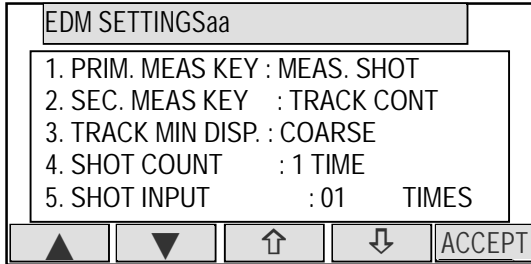 EDM SETTINGSaa
1. PRIM. MEAS KEY : MEAS. SHOT
2. SEC. MEAS KEY : TRACK CONT
3. TRACK MIN DISP. : COARSE
4. SHOT COUNT : 1 TIME
5. SHOT INPUT : 01 TIMES
▲ ▼ ⇧ ⇩ ACCEPT